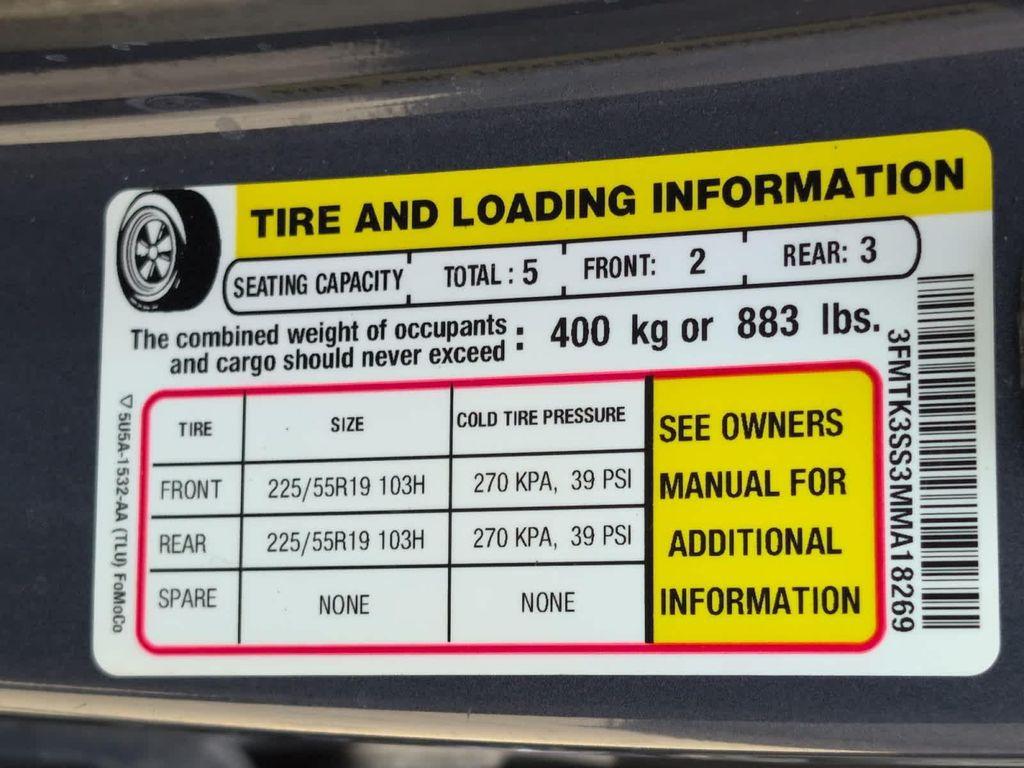 TIRE AND LOADING INFORMATION
SEATING CAPACITY TOTAL : 5 FRONT: 2 REAR: 3
The combined weight of occupants
and cargo should never exceed : 400 kg or 883 lbs.
TIRE SIZE COLD TIRE PRESSURE
FRONT 225/55R19 103H 270 KPA, 39 PSI
REAR 225/55R19 103H 270 KPA, 39 PSI
SPARE NONE NONE
SEE OWNERS
MANUAL FOR
ADDITIONAL
INFORMATION
5U5A-1532-AA (TLU) FoMoCo
3FMTK3SS3MMA18269